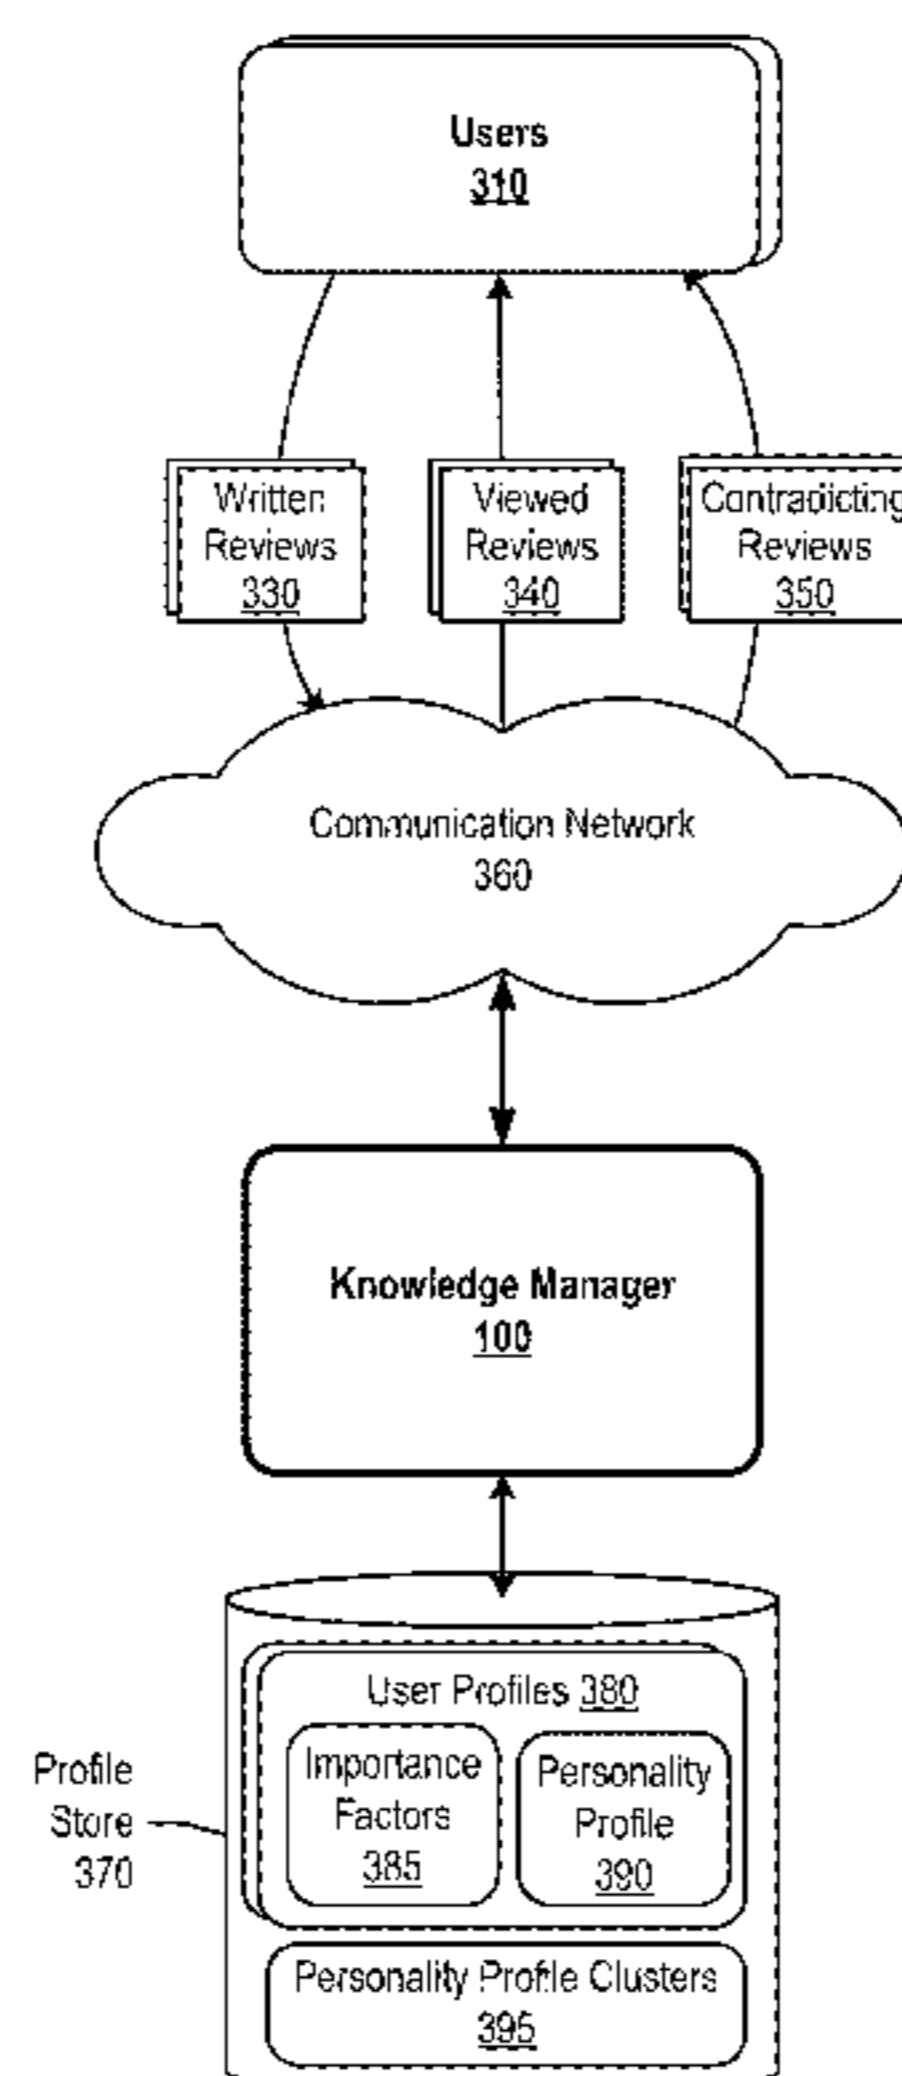 Users
310
Written
Reviews
330
Viewed
Reviews
340
Contradicting
Reviews
350
Communication Network
360
Knowledge Manager
100
Profile
Store
370
User Profiles 380
Importance
Factors
385
Personality
Profile
390
Personality Profile Clusters
395